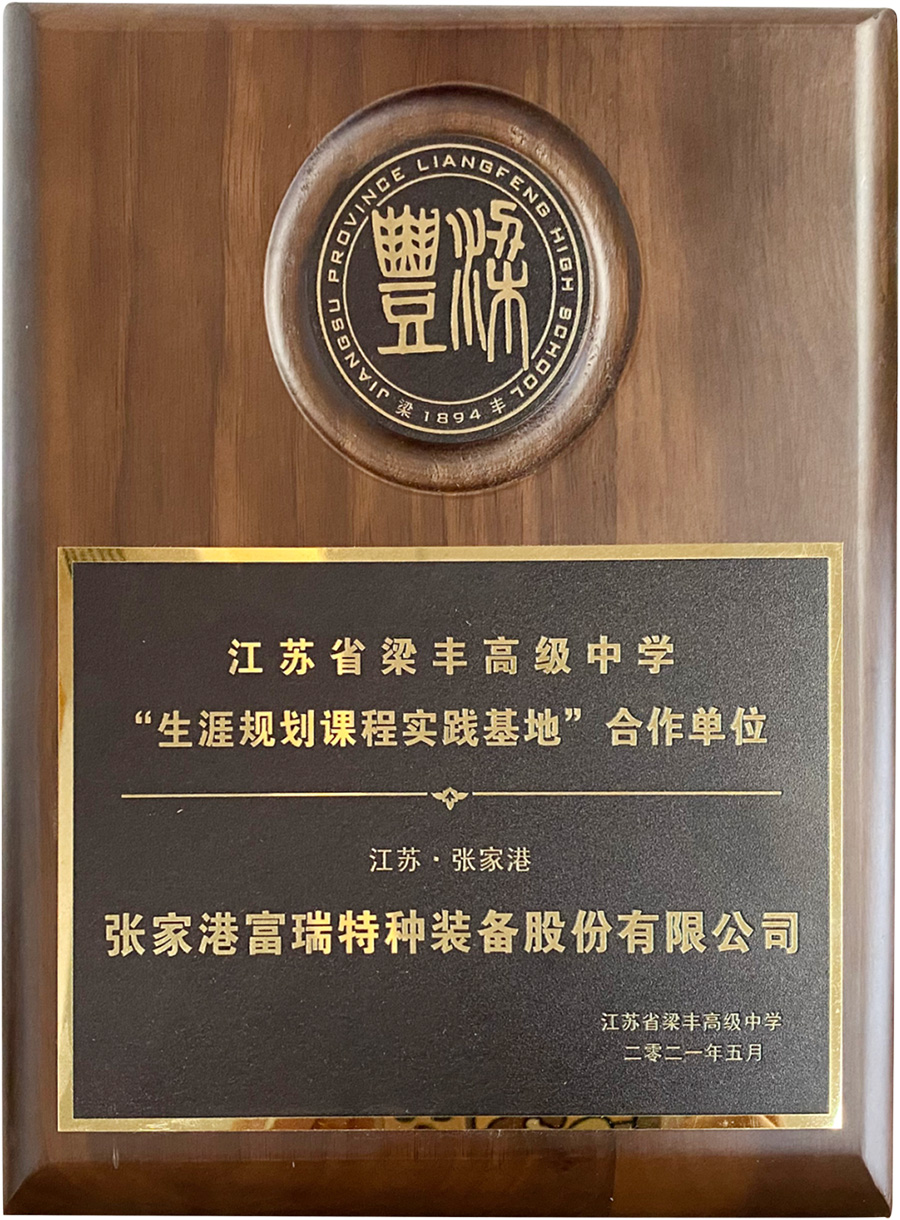 JIANGSU PROVINCE LIANGFENG HIGH SCHOOL
豐梁
梁 1894 丰
江苏省梁丰高级中学
“生涯规划课程实践基地”合作单位
江苏·张家港
张家港富瑞特种装备股份有限公司
江苏省梁丰高级中学
二零二一年五月